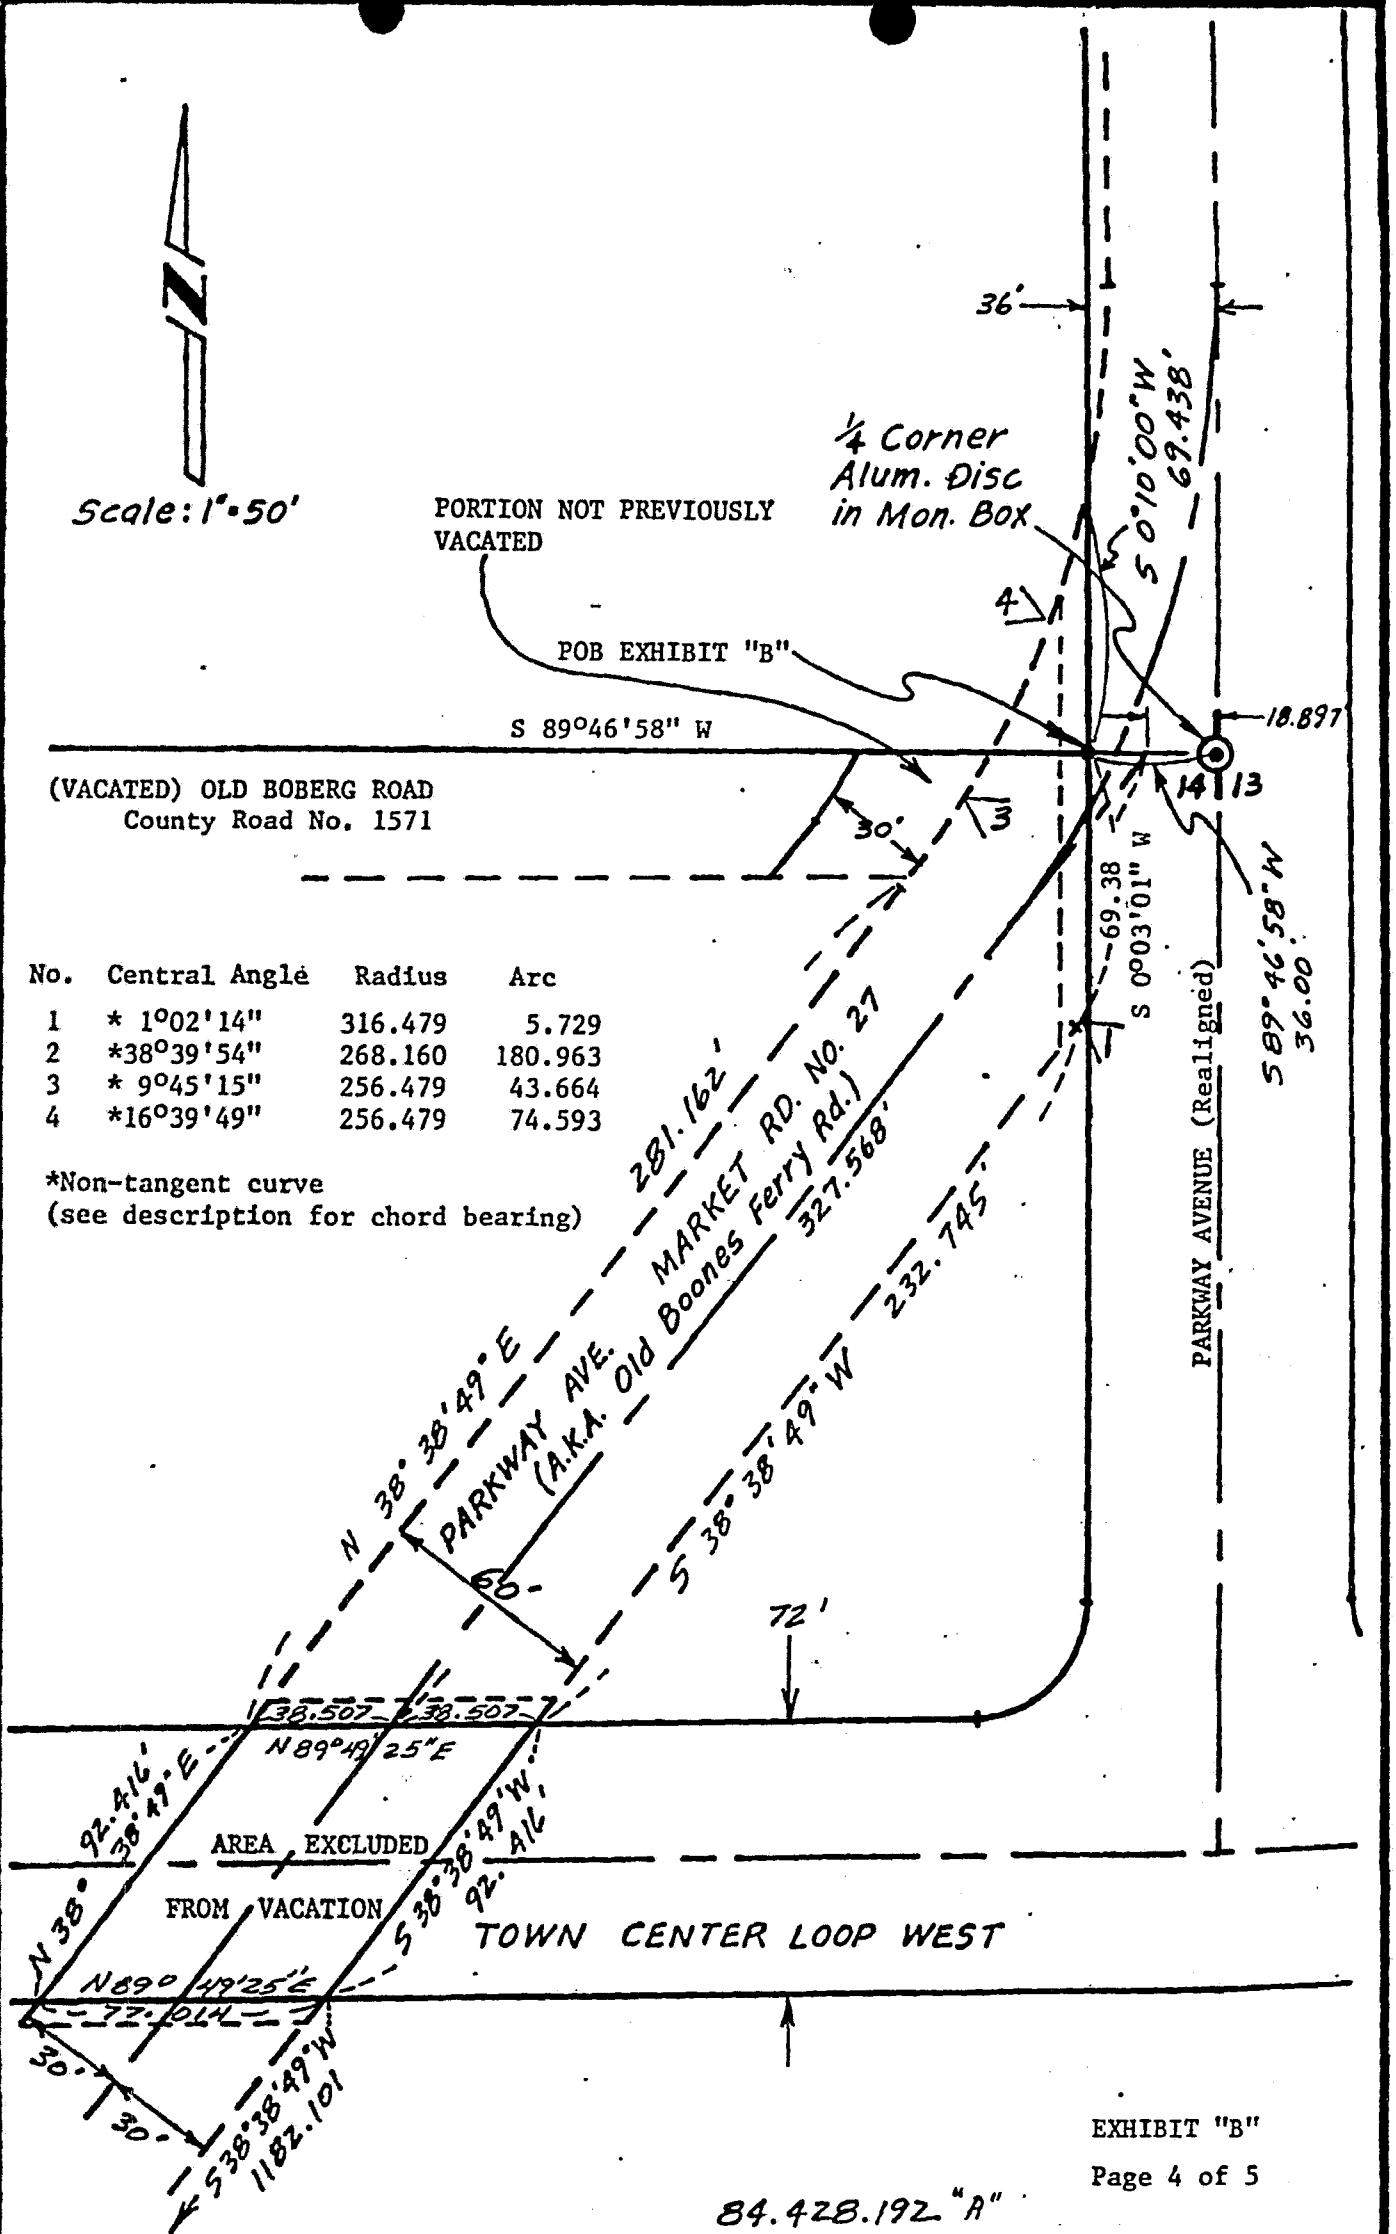 N
36'
S 0°10'00" W
69.438'
1/4 Corner
Alum. Disc
in Mon. Box
Scale: 1"=50'
PORTION NOT PREVIOUSLY
VACATED
4
POB EXHIBIT "B"
S 89°46'58" W
18.897
(VACATED) OLD BOBERG ROAD
County Road No. 1571
14 13
30'
3
69.38
S 0°03'01" W
S 89°46'58" W
36.00'
No. Central Angle Radius Arc
1 * 1°02'14" 316.479 5.729
2 *38°39'54" 268.160 180.963
3 * 9°45'15" 256.479 43.664
4 *16°39'49" 256.479 74.593
*Non-tangent curve
(see description for chord bearing)
1
PARKWAY AVENUE (Realigned)
N 38°38'49" E 281.162'
PARKWAY AVE. MARKET RD. NO. 27
(A.K.A. Old Boones Ferry Rd.)
327.568'
S 38°38'49" W 232.745'
60'
72'
38.507 38.507
N 89°49'25" E
92.416'
N 38°38'49" E
S 38°38'49" W
92.416'
AREA EXCLUDED
FROM VACATION
TOWN CENTER LOOP WEST
N 89° 49'25" E
77.014
30'
30'
S 38°38'49" W
1182.101
EXHIBIT "B"
Page 4 of 5
84.428.192 "A"